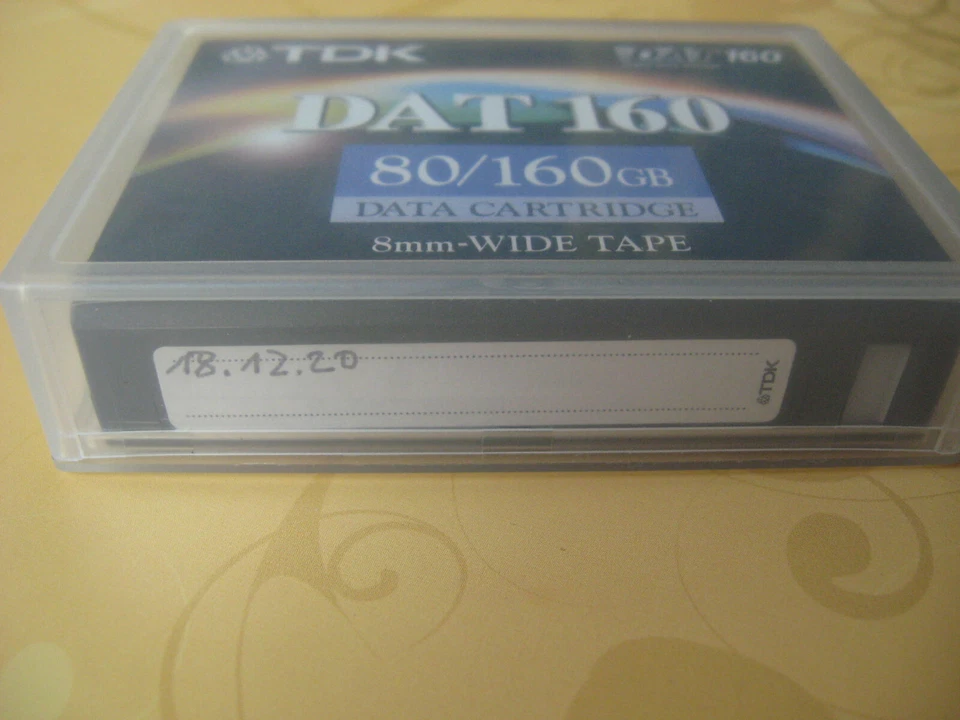 TDK
DAT 160
DAT 160
80/160GB
DATA CARTRIDGE
8mm-WIDE TAPE
18.12.20
TDK